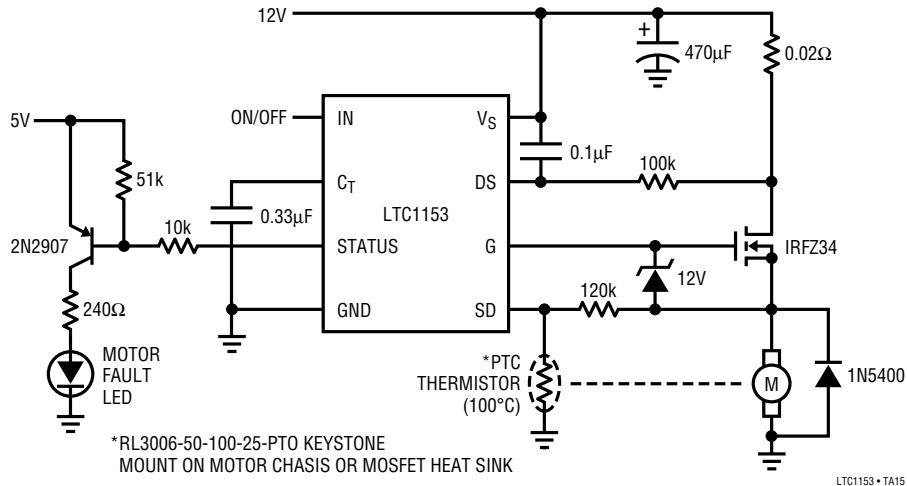 12V
+
470µF
0.02Ω
5V
ON/OFF
IN
VS
0.1µF
51k
CT
DS
100k
0.33µF
LTC1153
10k
2N2907
STATUS
G
IRFZ34
12V
240Ω
120k
GND
SD
MOTOR
FAULT
LED
*PTC
THERMISTOR
(100°C)
M
1N5400
*RL3006-50-100-25-PTO KEYSTONE
MOUNT ON MOTOR CHASIS OR MOSFET HEAT SINK
LTC1153 • TA15